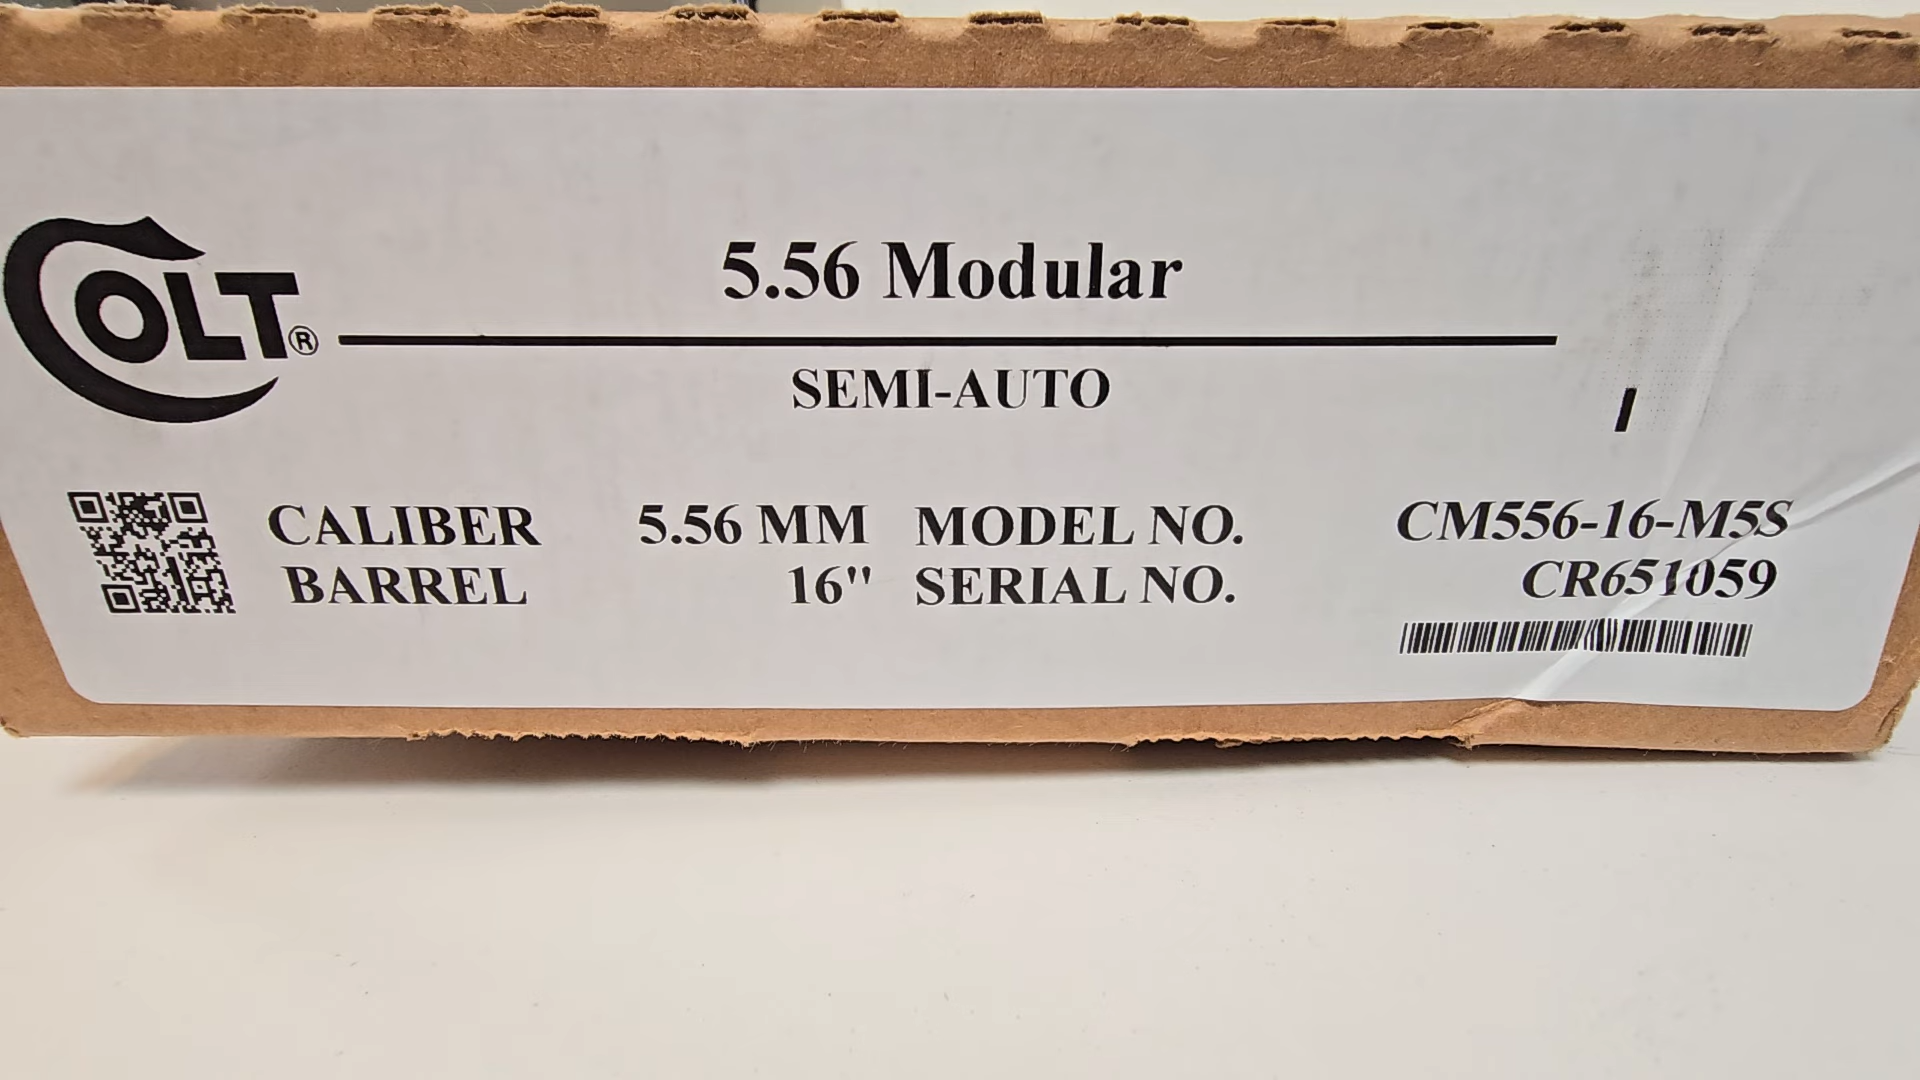 COLT®
5.56 Modular
SEMI-AUTO
CALIBER 5.56 MM MODEL NO. CM556-16-M5S
BARREL 16" SERIAL NO. CR651059